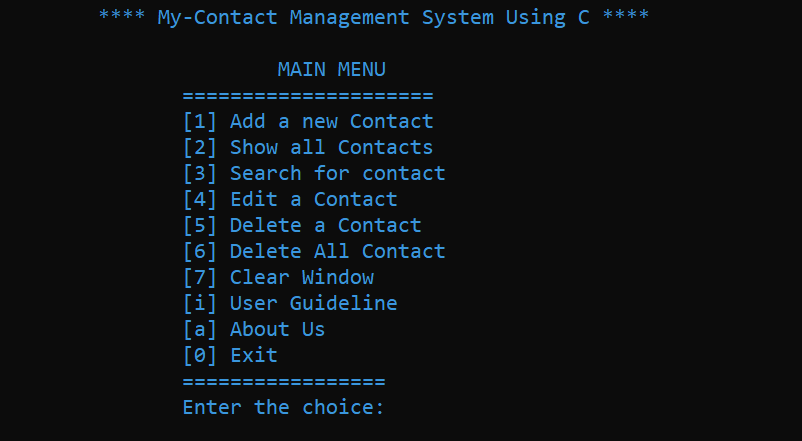 **** My-Contact Management System Using C ****
MAIN MENU
=====================
[1] Add a new Contact
[2] Show all Contacts
[3] Search for contact
[4] Edit a Contact
[5] Delete a Contact
[6] Delete All Contact
[7] Clear Window
[i] User Guideline
[a] About Us
[0] Exit
=================
Enter the choice: